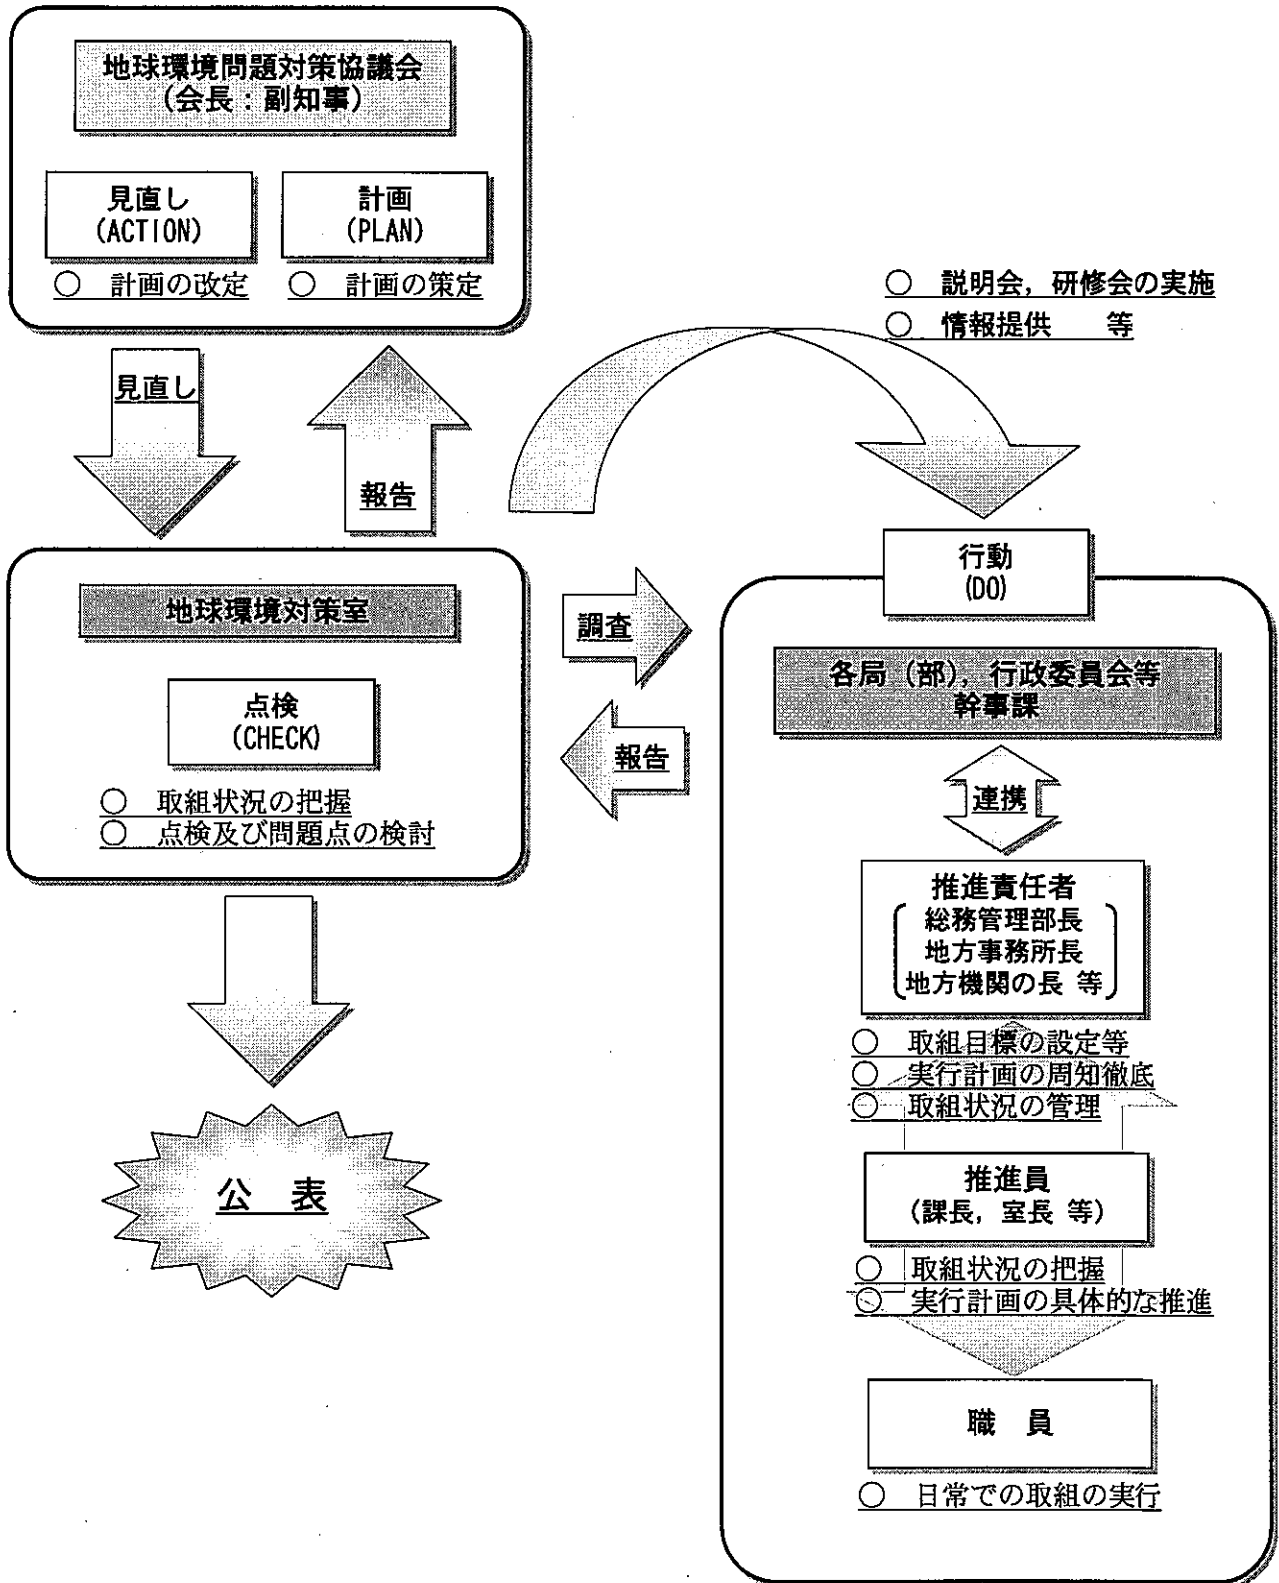 地球環境問題対策協議会
(会長：副知事)
見直し
(ACTION)
計画
(PLAN)
○ 計画の改定
○ 計画の策定
○ 説明会，研修会の実施
○ 情報提供 等
見直し
報告
地球環境対策室
点検
(CHECK)
○ 取組状況の把握
○ 点検及び問題点の検討
調査
報告
公 表
行動
(DO)
各局（部），行政委員会等
幹事課
連携
推進責任者
総務管理部長
地方事務所長
地方機関の長 等
○ 取組目標の設定等
○ 実行計画の周知徹底
○ 取組状況の管理
推進員
(課長，室長 等)
○ 取組状況の把握
○ 実行計画の具体的な推進
職 員
○ 日常での取組の実行